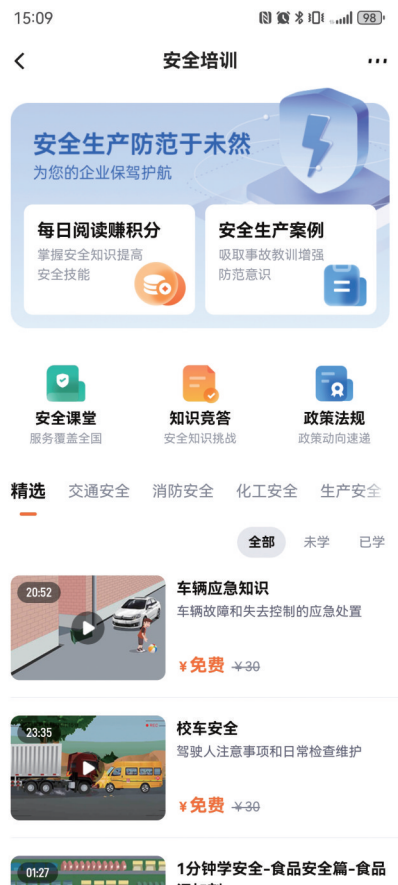 15:09
98
安全培训
安全生产防范于未然
为您的企业保驾护航
每日阅读赚积分
掌握安全知识提高
安全技能
安全生产案例
吸取事故教训增强
防范意识
安全课堂
服务覆盖全国
知识竞答
安全知识挑战
政策法规
政策动向速递
精选 交通安全 消防安全 化工安全 生产安全
全部 未学 已学
20:52
车辆应急知识
车辆故障和失去控制的应急处置
¥免费 ¥30
23:35
校车安全
驾驶人注意事项和日常检查维护
¥免费 ¥30
01:27
1分钟学安全-食品安全篇-食品